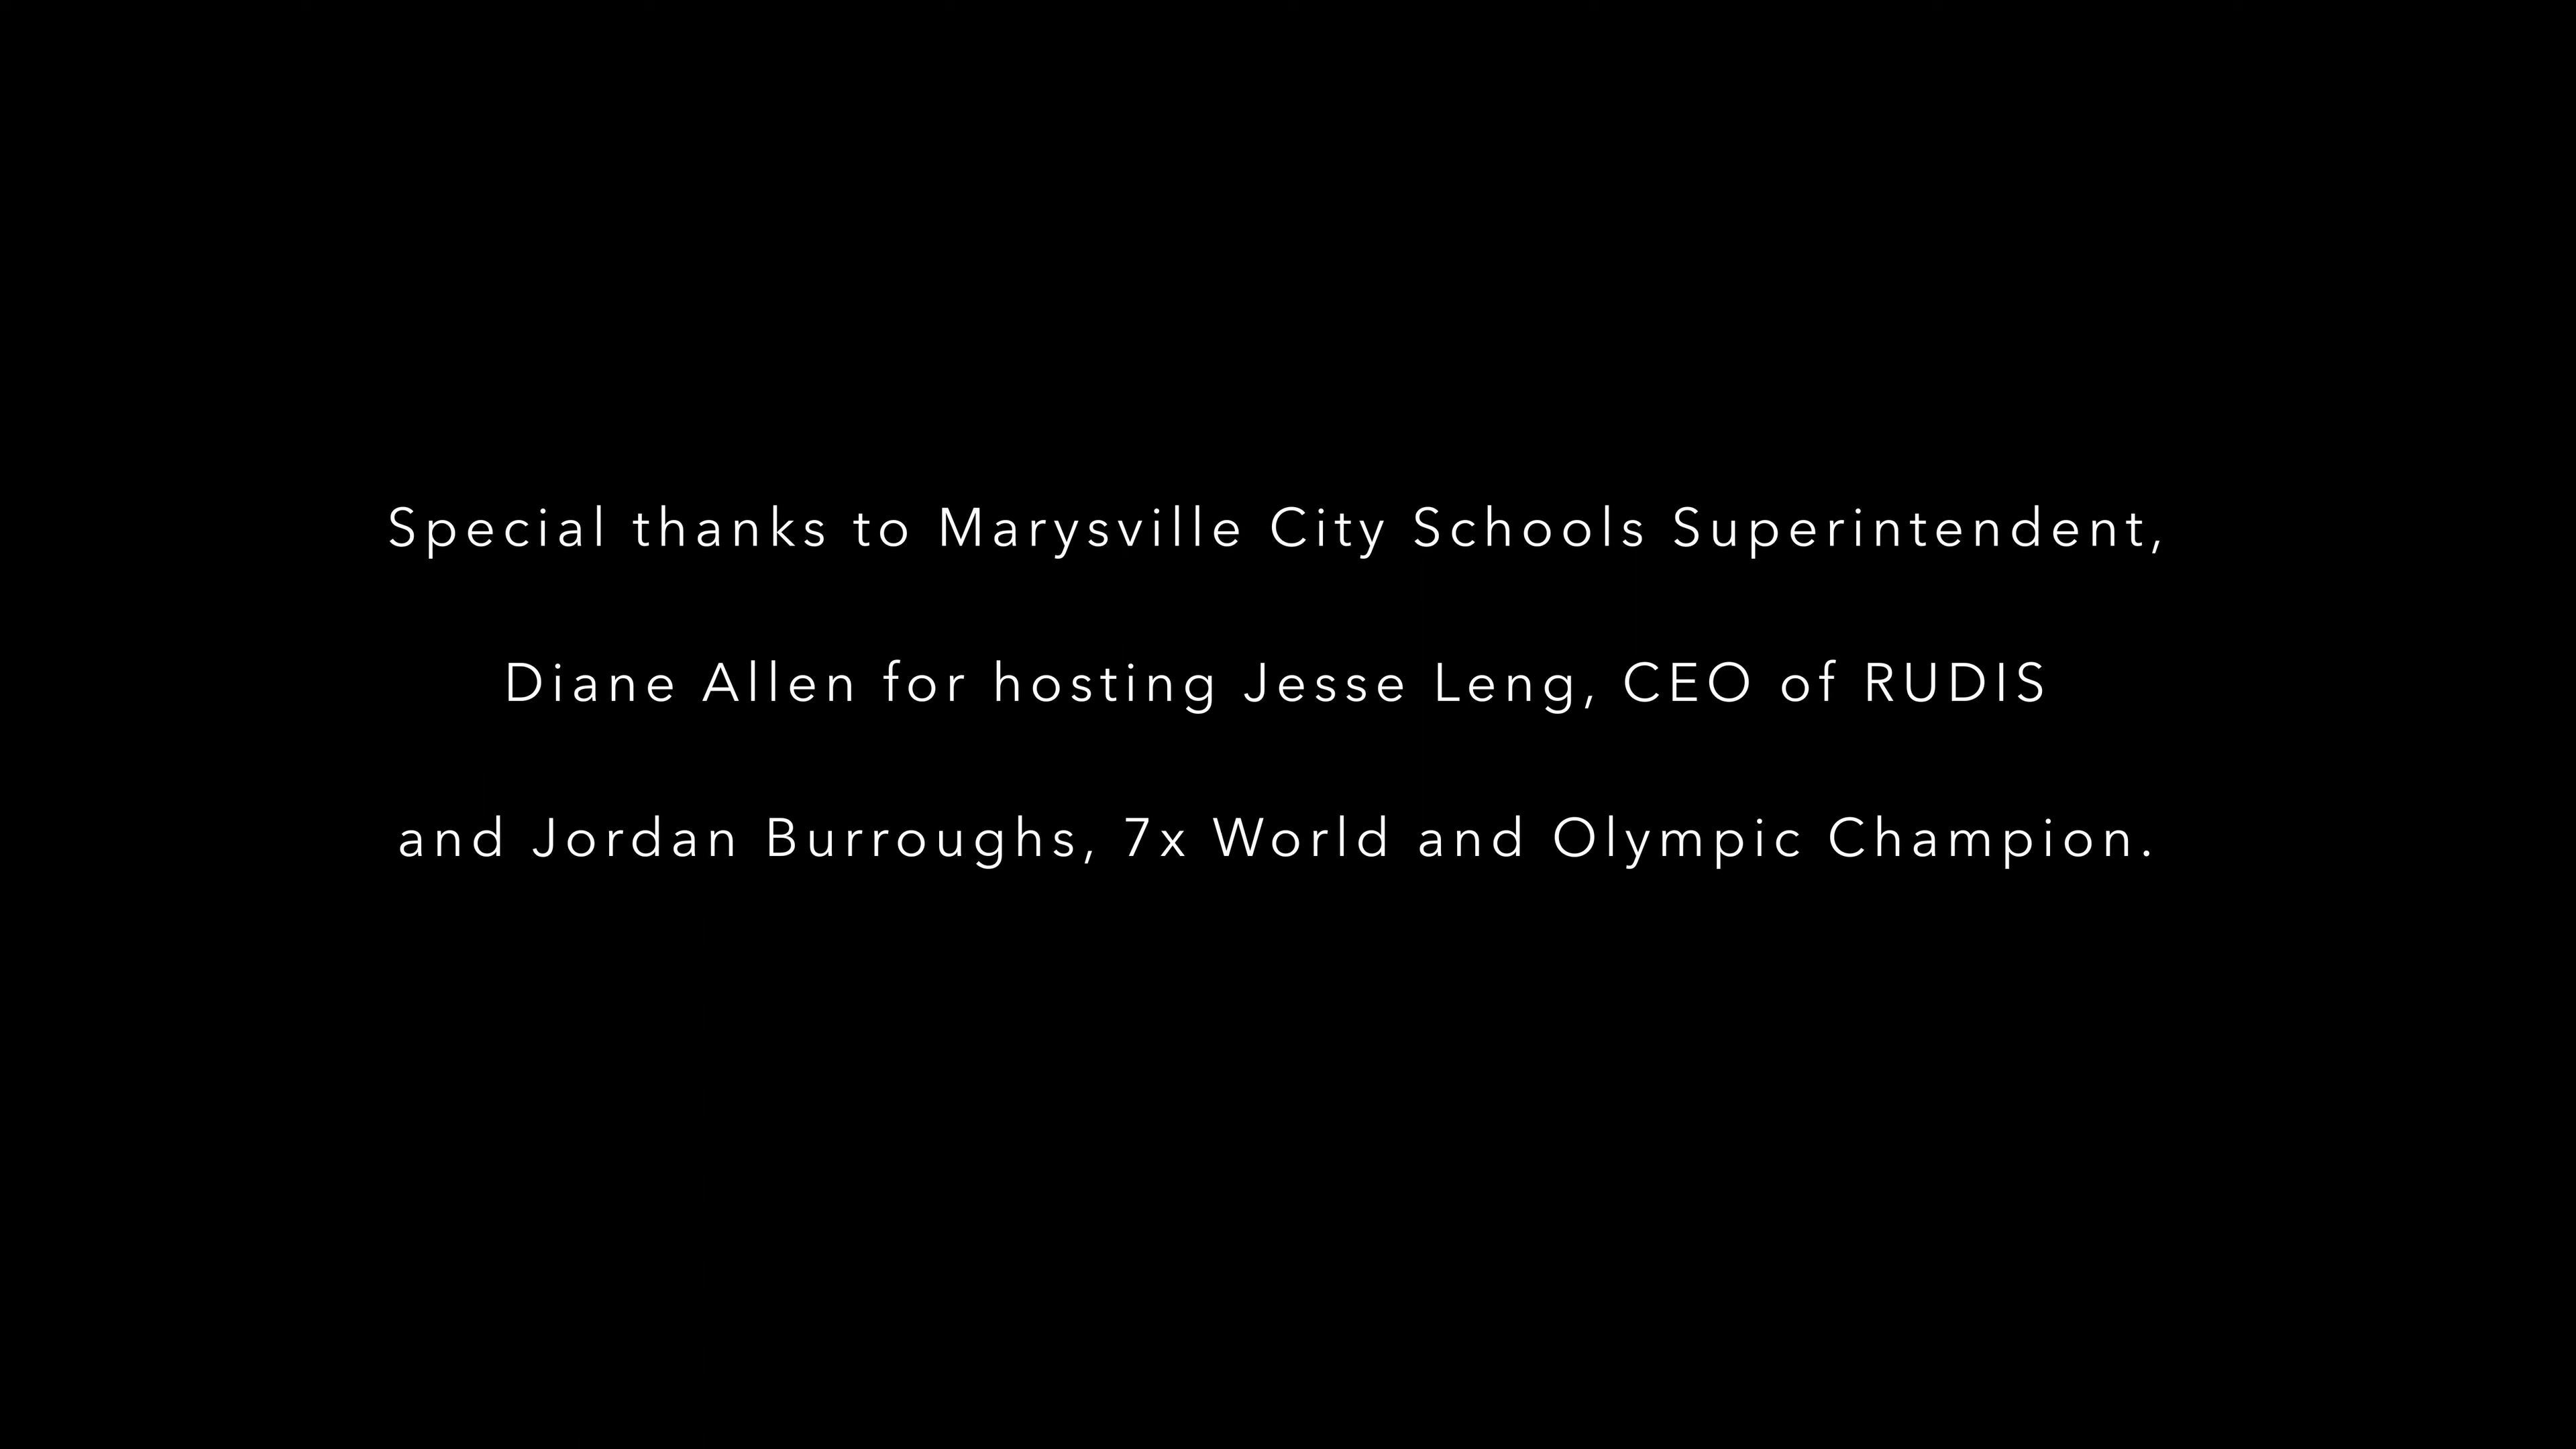 Special thanks to Marysville City Schools Superintendent,
Diane Allen for hosting Jesse Leng, CEO of RUDIS
and Jordan Burroughs, 7x World and Olympic Champion.